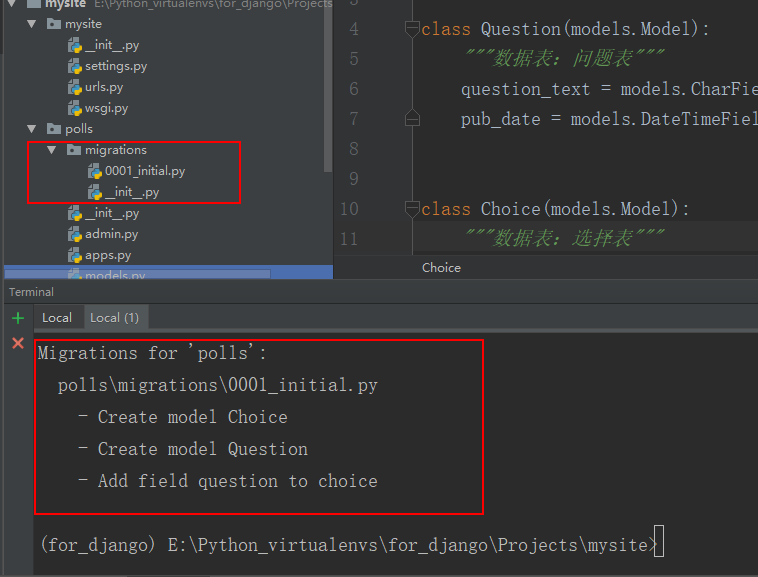 mysite E:\Python_virtualenvs\for_django\Projects
mysite
__init__.py
settings.py
urls.py
wsgi.py
polls
migrations
0001_initial.py
__init__.py
__init__.py
admin.py
apps.py
models.py
4 class Question(models.Model):
5 """数据表：问题表"""
6 question_text = models.CharFie
7 pub_date = models.DateTimeFiel
8
9
10 class Choice(models.Model):
11 """数据表：选择表"""
Choice
Terminal
Local Local (1)
Migrations for 'polls':
polls\migrations\0001_initial.py
- Create model Choice
- Create model Question
- Add field question to choice
(for_django) E:\Python_virtualenvs\for_django\Projects\mysite>